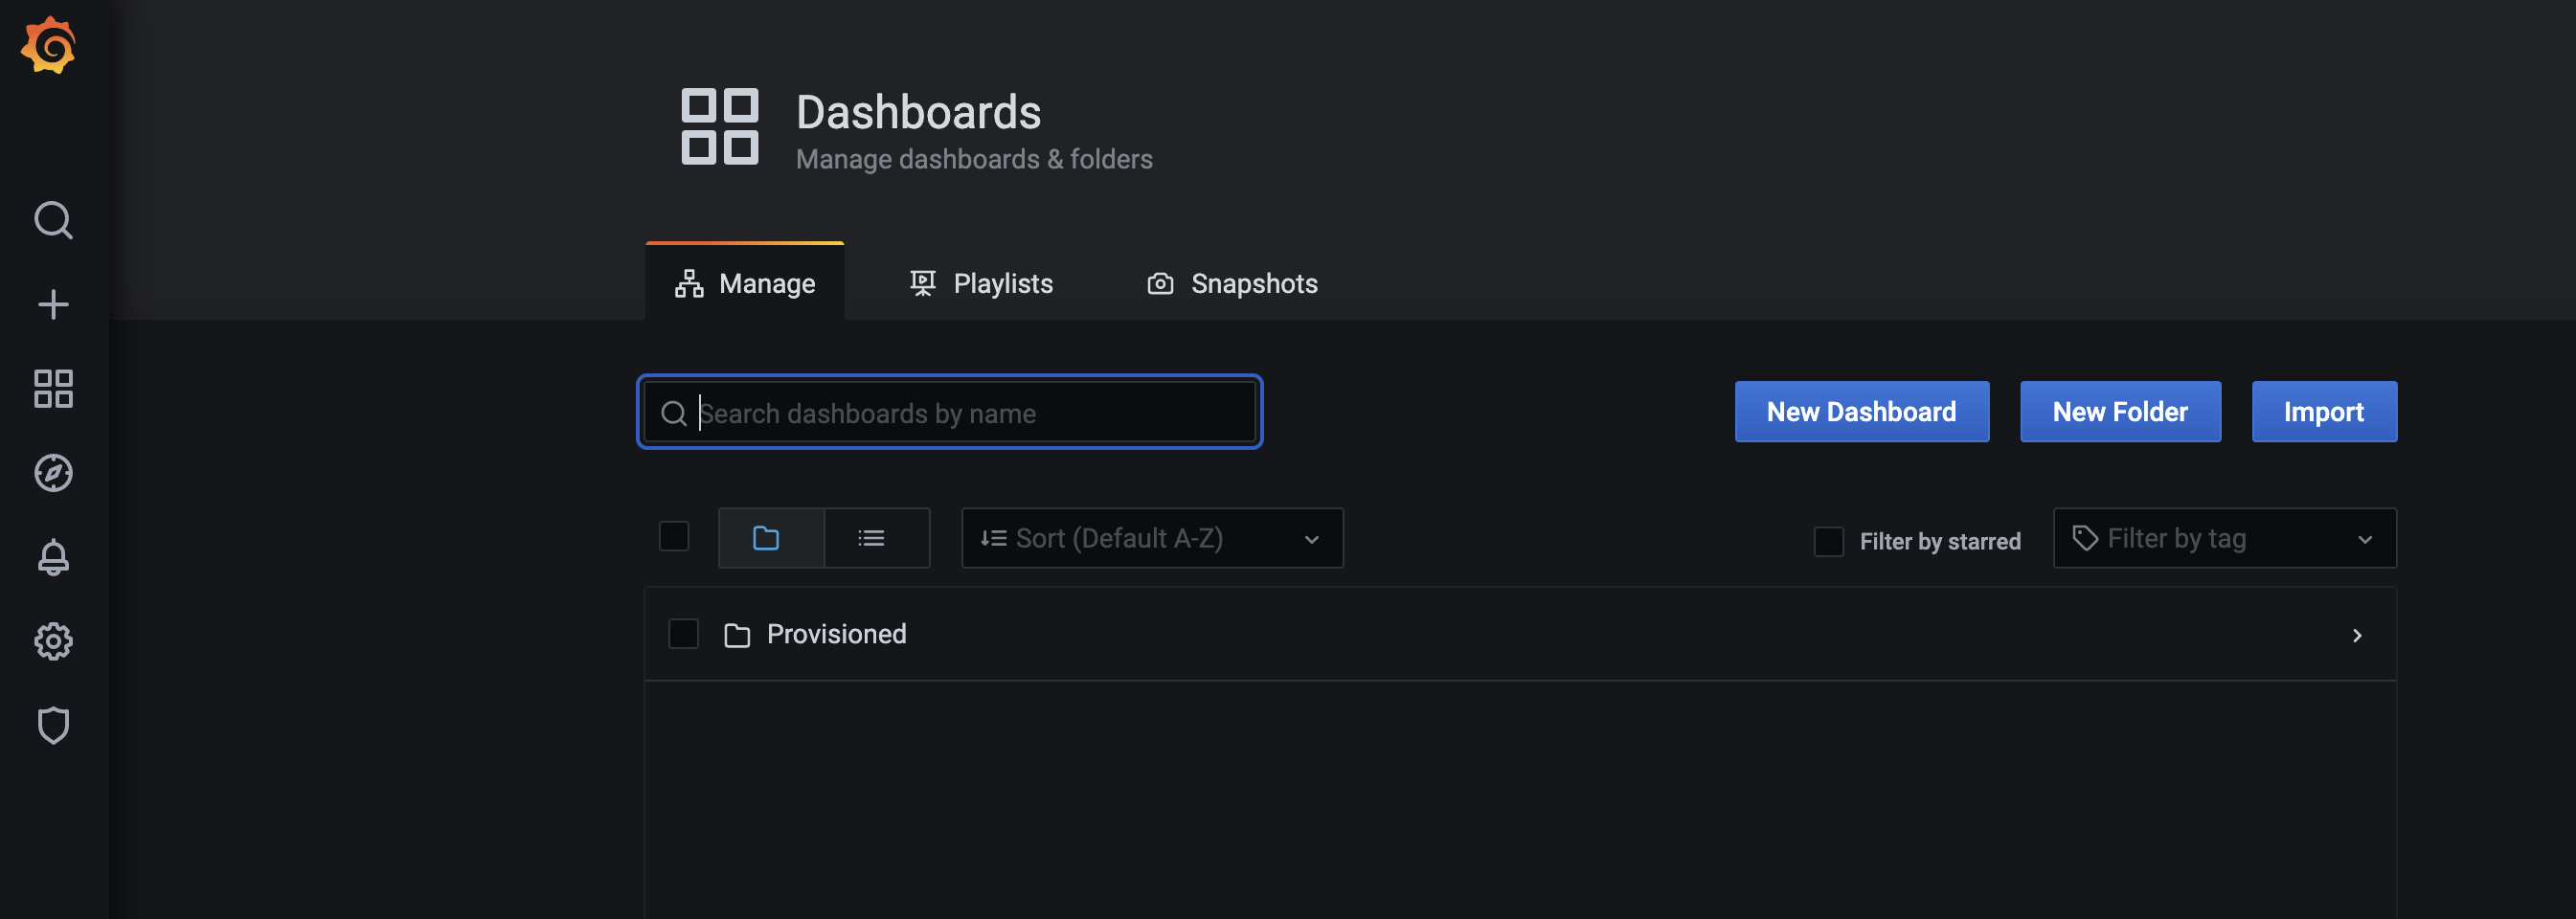 Dashboards
Manage dashboards & folders
Manage
Playlists
Snapshots
Search dashboards by name
New Dashboard
New Folder
Import
Sort (Default A-Z)
Filter by starred
Filter by tag
Provisioned